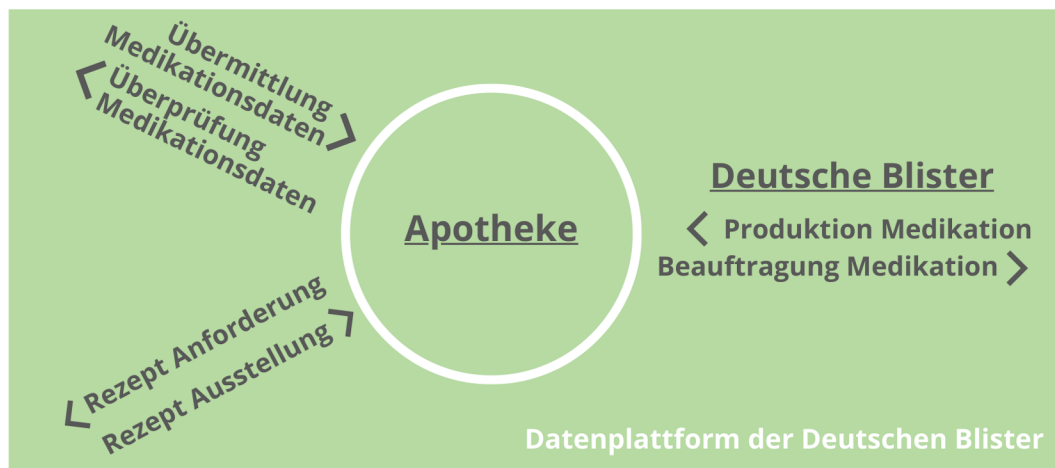 Übermittlung
Medikationsdaten
Überprüfung
Medikationsdaten
Apotheke
Deutsche Blister
Produktion Medikation
Beauftragung Medikation
Rezept Anforderung
Rezept Ausstellung
Datenplattform der Deutschen Blister